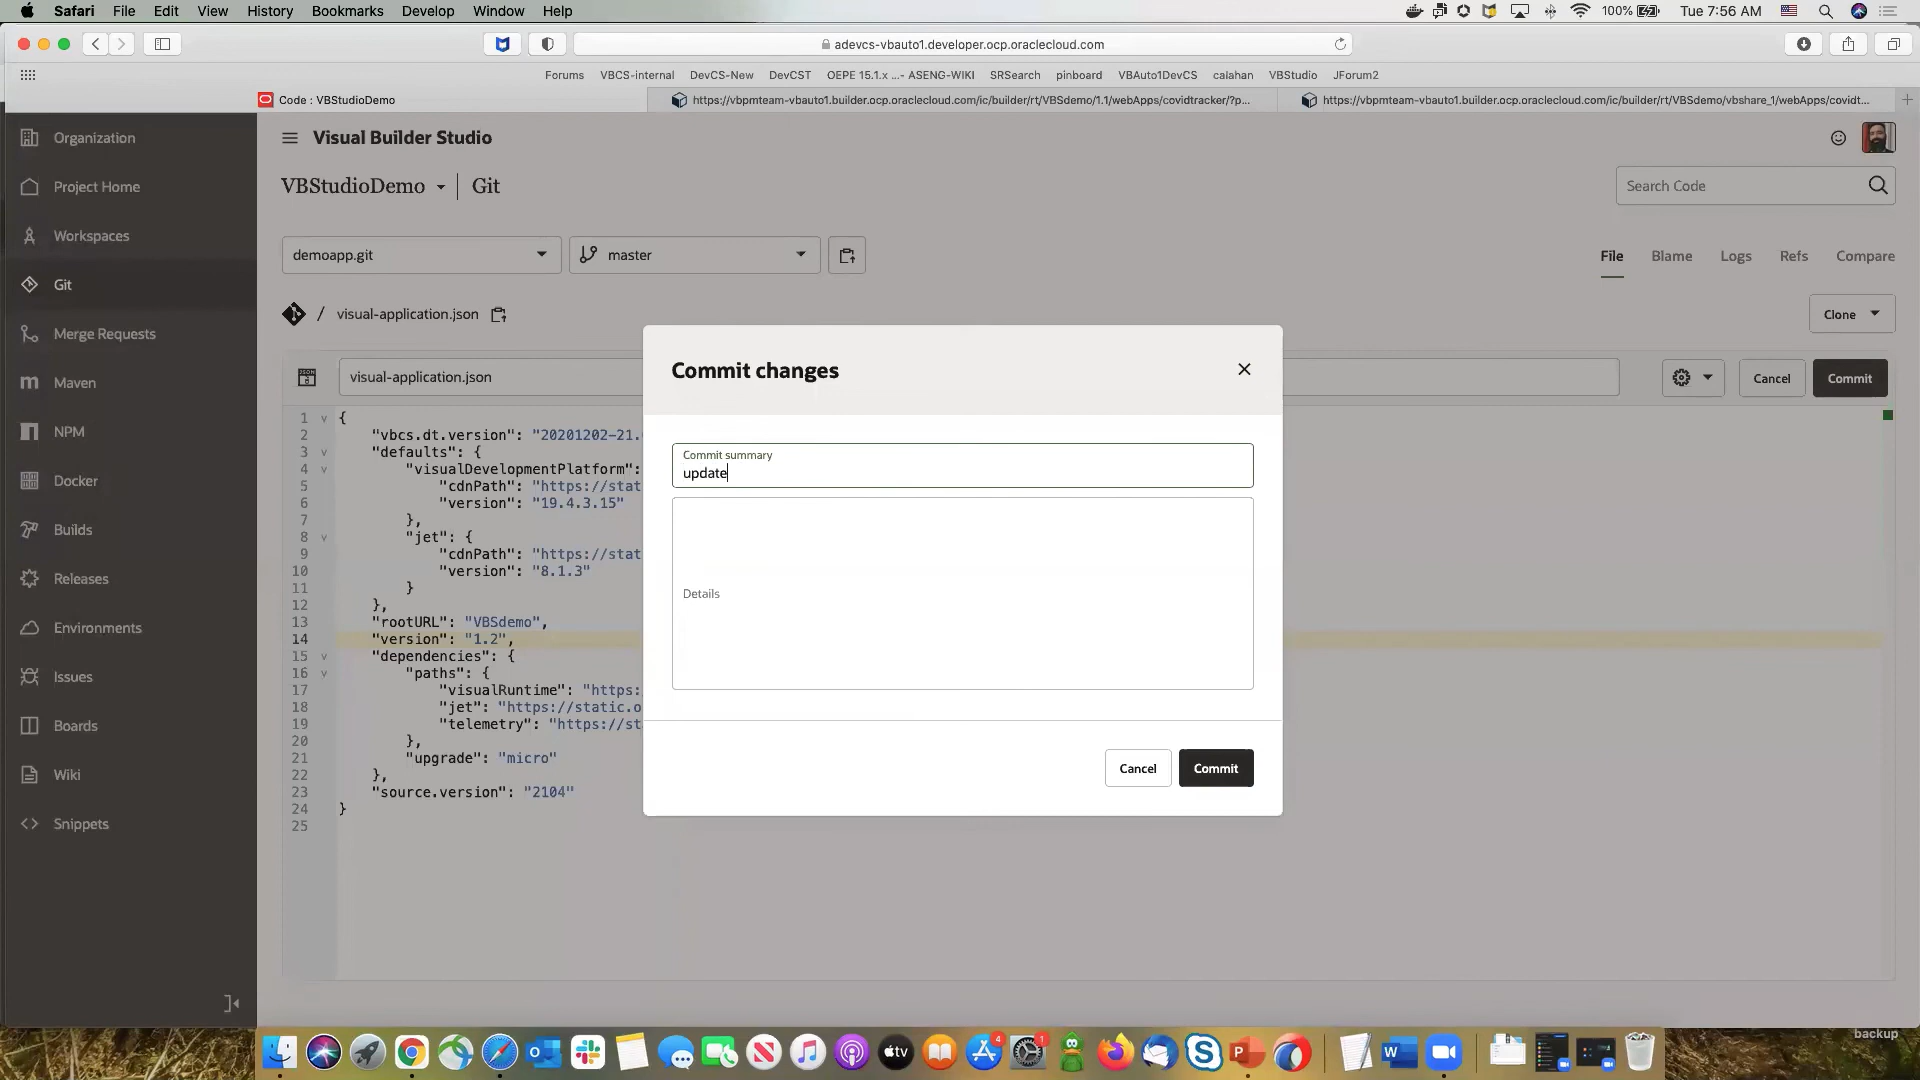 Safari File Edit View History Bookmarks Develop Window Help 100% Tue 7:56 AM
adevcs-vbauto1.developer.ocp.oraclecloud.com
Forums VBCS-internal DevCS-New DevCST OEPE 15.1.x ...- ASENG-WIKI SRSearch pinboard VBAuto1DevCS calahan VBStudio JForum2
Code : VBStudioDemo https://vbpmteam-vbauto1.builder.ocp.oraclecloud.com/ic/builder/rt/VBSdemo/1.1/webApps/covidtracker/?p... https://vbpmteam-vbauto1.builder.ocp.oraclecloud.com/ic/builder/rt/VBSdemo/vbshare_1/webApps/covidt...
Organization
Project Home
Workspaces
Git
Merge Requests
Maven
NPM
Docker
Builds
Releases
Environments
Issues
Boards
Wiki
Snippets
Visual Builder Studio
VBStudioDemo Git
Search Code
demoapp.git master
File Blame Logs Refs Compare
/ visual-application.json
Clone
visual-application.json
Cancel Commit
1 {
2 "vbcs.dt.version": "20201202-21.
3 "defaults": {
4 "visualDevelopmentPlatform":
5 "cdnPath": "https://stat
6 "version": "19.4.3.15"
7 },
8 "jet": {
9 "cdnPath": "https://stat
10 "version": "8.1.3"
11 }
12 },
13 "rootURL": "VBSdemo",
14 "version": "1.2",
15 "dependencies": {
16 "paths": {
17 "visualRuntime": "https:
18 "jet": "https://static.o
19 "telemetry": "https://st
20 },
21 "upgrade": "micro"
22 },
23 "source.version": "2104"
24 }
25
Commit changes
Commit summary
update
Details
Cancel Commit
backup
tv
4
1